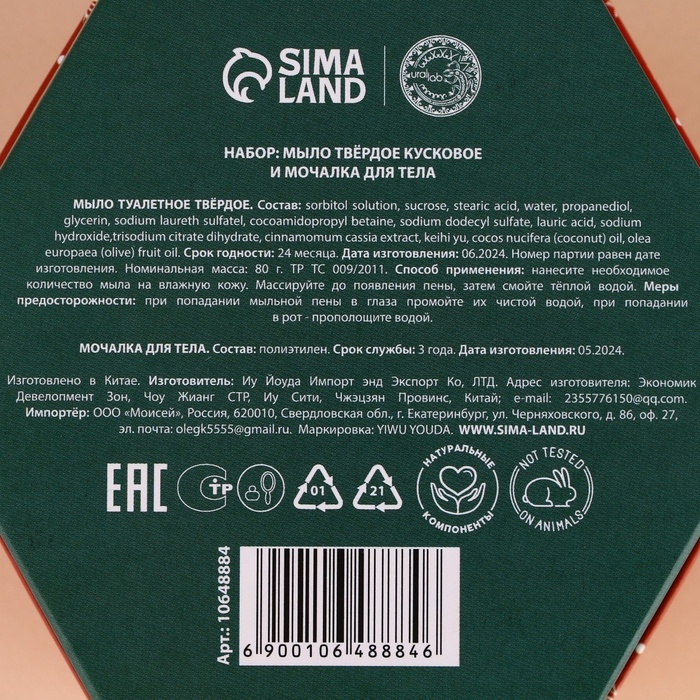 SIMA
LAND
ural lab
НАБОР: МЫЛО ТВЁРДОЕ КУСКОВОЕ
И МОЧАЛКА ДЛЯ ТЕЛА
МЫЛО ТУАЛЕТНОЕ ТВЁРДОЕ. Состав: sorbitol solution, sucrose, stearic acid, water, propanediol,
glycerin, sodium laureth sulfatel, cocoamidopropyl betaine, sodium dodecyl sulfate, lauric acid, sodium
hydroxide,trisodium citrate dihydrate, cinnamomum cassia extract, keihi yu, cocos nucifera (coconut) oil, olea
europaea (olive) fruit oil. Срок годности: 24 месяца. Дата изготовления: 06.2024. Номер партии равен дате
изготовления. Номинальная масса: 80 г. ТР ТС 009/2011. Способ применения: нанесите необходимое
количество мыла на влажную кожу. Массируйте до появления пены, затем смойте тёплой водой. Меры
предосторожности: при попадании мыльной пены в глаза промойте их чистой водой, при попадании
в рот - прополощите водой.
МОЧАЛКА ДЛЯ ТЕЛА. Состав: полиэтилен. Срок службы: 3 года. Дата изготовления: 05.2024.
Изготовлено в Китае. Изготовитель: Иу Йоуда Импорт энд Экспорт Ко, ЛТД. Адрес изготовителя: Экономик
Девелопмент Зон, Чоу Жианг СТР, Иу Сити, Чжэцзян Провинс, Китай; e-mail: 2355776150@qq.com.
Импортёр: ООО «Моисей», Россия, 620010, Свердловская обл., г. Екатеринбург, ул. Черняховского, д. 86, оф. 27,
эл. почта: olegk5555@gmail.ru. Маркировка: YIWU YOUDA. WWW.SIMA-LAND.RU
EAC СТР 01 21 НАТУРАЛЬНЫЕ КОМПОНЕНТЫ NOT TESTED ON ANIMALS
Арт.: 10648884
6 900106 488846